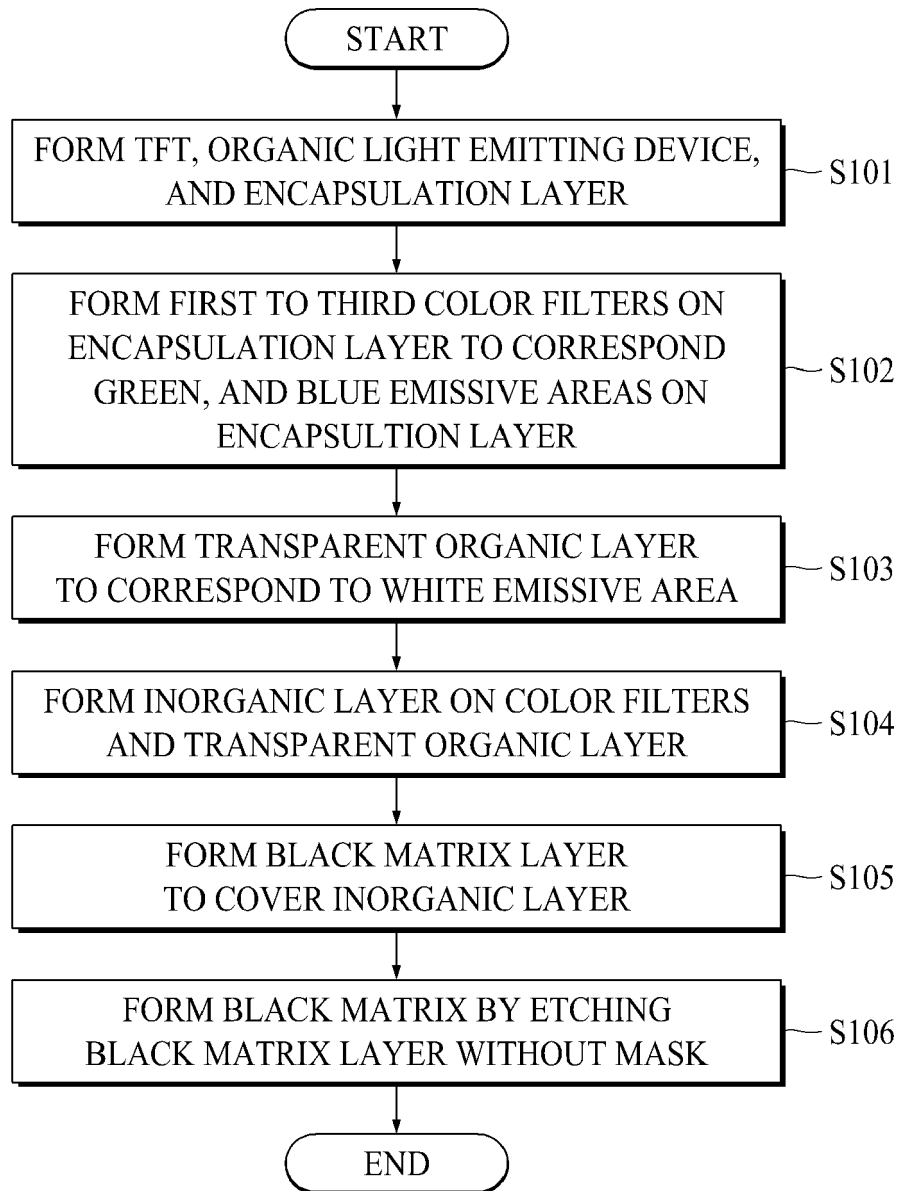 START
FORM TFT, ORGANIC LIGHT EMITTING DEVICE,
AND ENCAPSULATION LAYER
S101
FORM FIRST TO THIRD COLOR FILTERS ON
ENCAPSULATION LAYER TO CORRESPOND
GREEN, AND BLUE EMISSIVE AREAS ON
ENCAPSULTION LAYER
S102
FORM TRANSPARENT ORGANIC LAYER
TO CORRESPOND TO WHITE EMISSIVE AREA
S103
FORM INORGANIC LAYER ON COLOR FILTERS
AND TRANSPARENT ORGANIC LAYER
S104
FORM BLACK MATRIX LAYER
TO COVER INORGANIC LAYER
S105
FORM BLACK MATRIX BY ETCHING
BLACK MATRIX LAYER WITHOUT MASK
S106
END